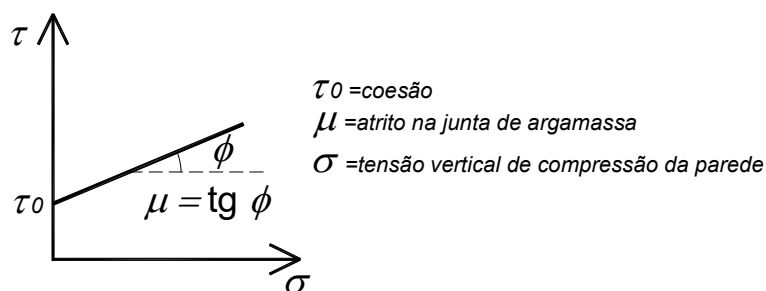 τ
τ0 =coesão
μ =atrito na junta de argamassa
ϕ
σ =tensão vertical de compressão da parede
τ0
μ = tg ϕ
σ